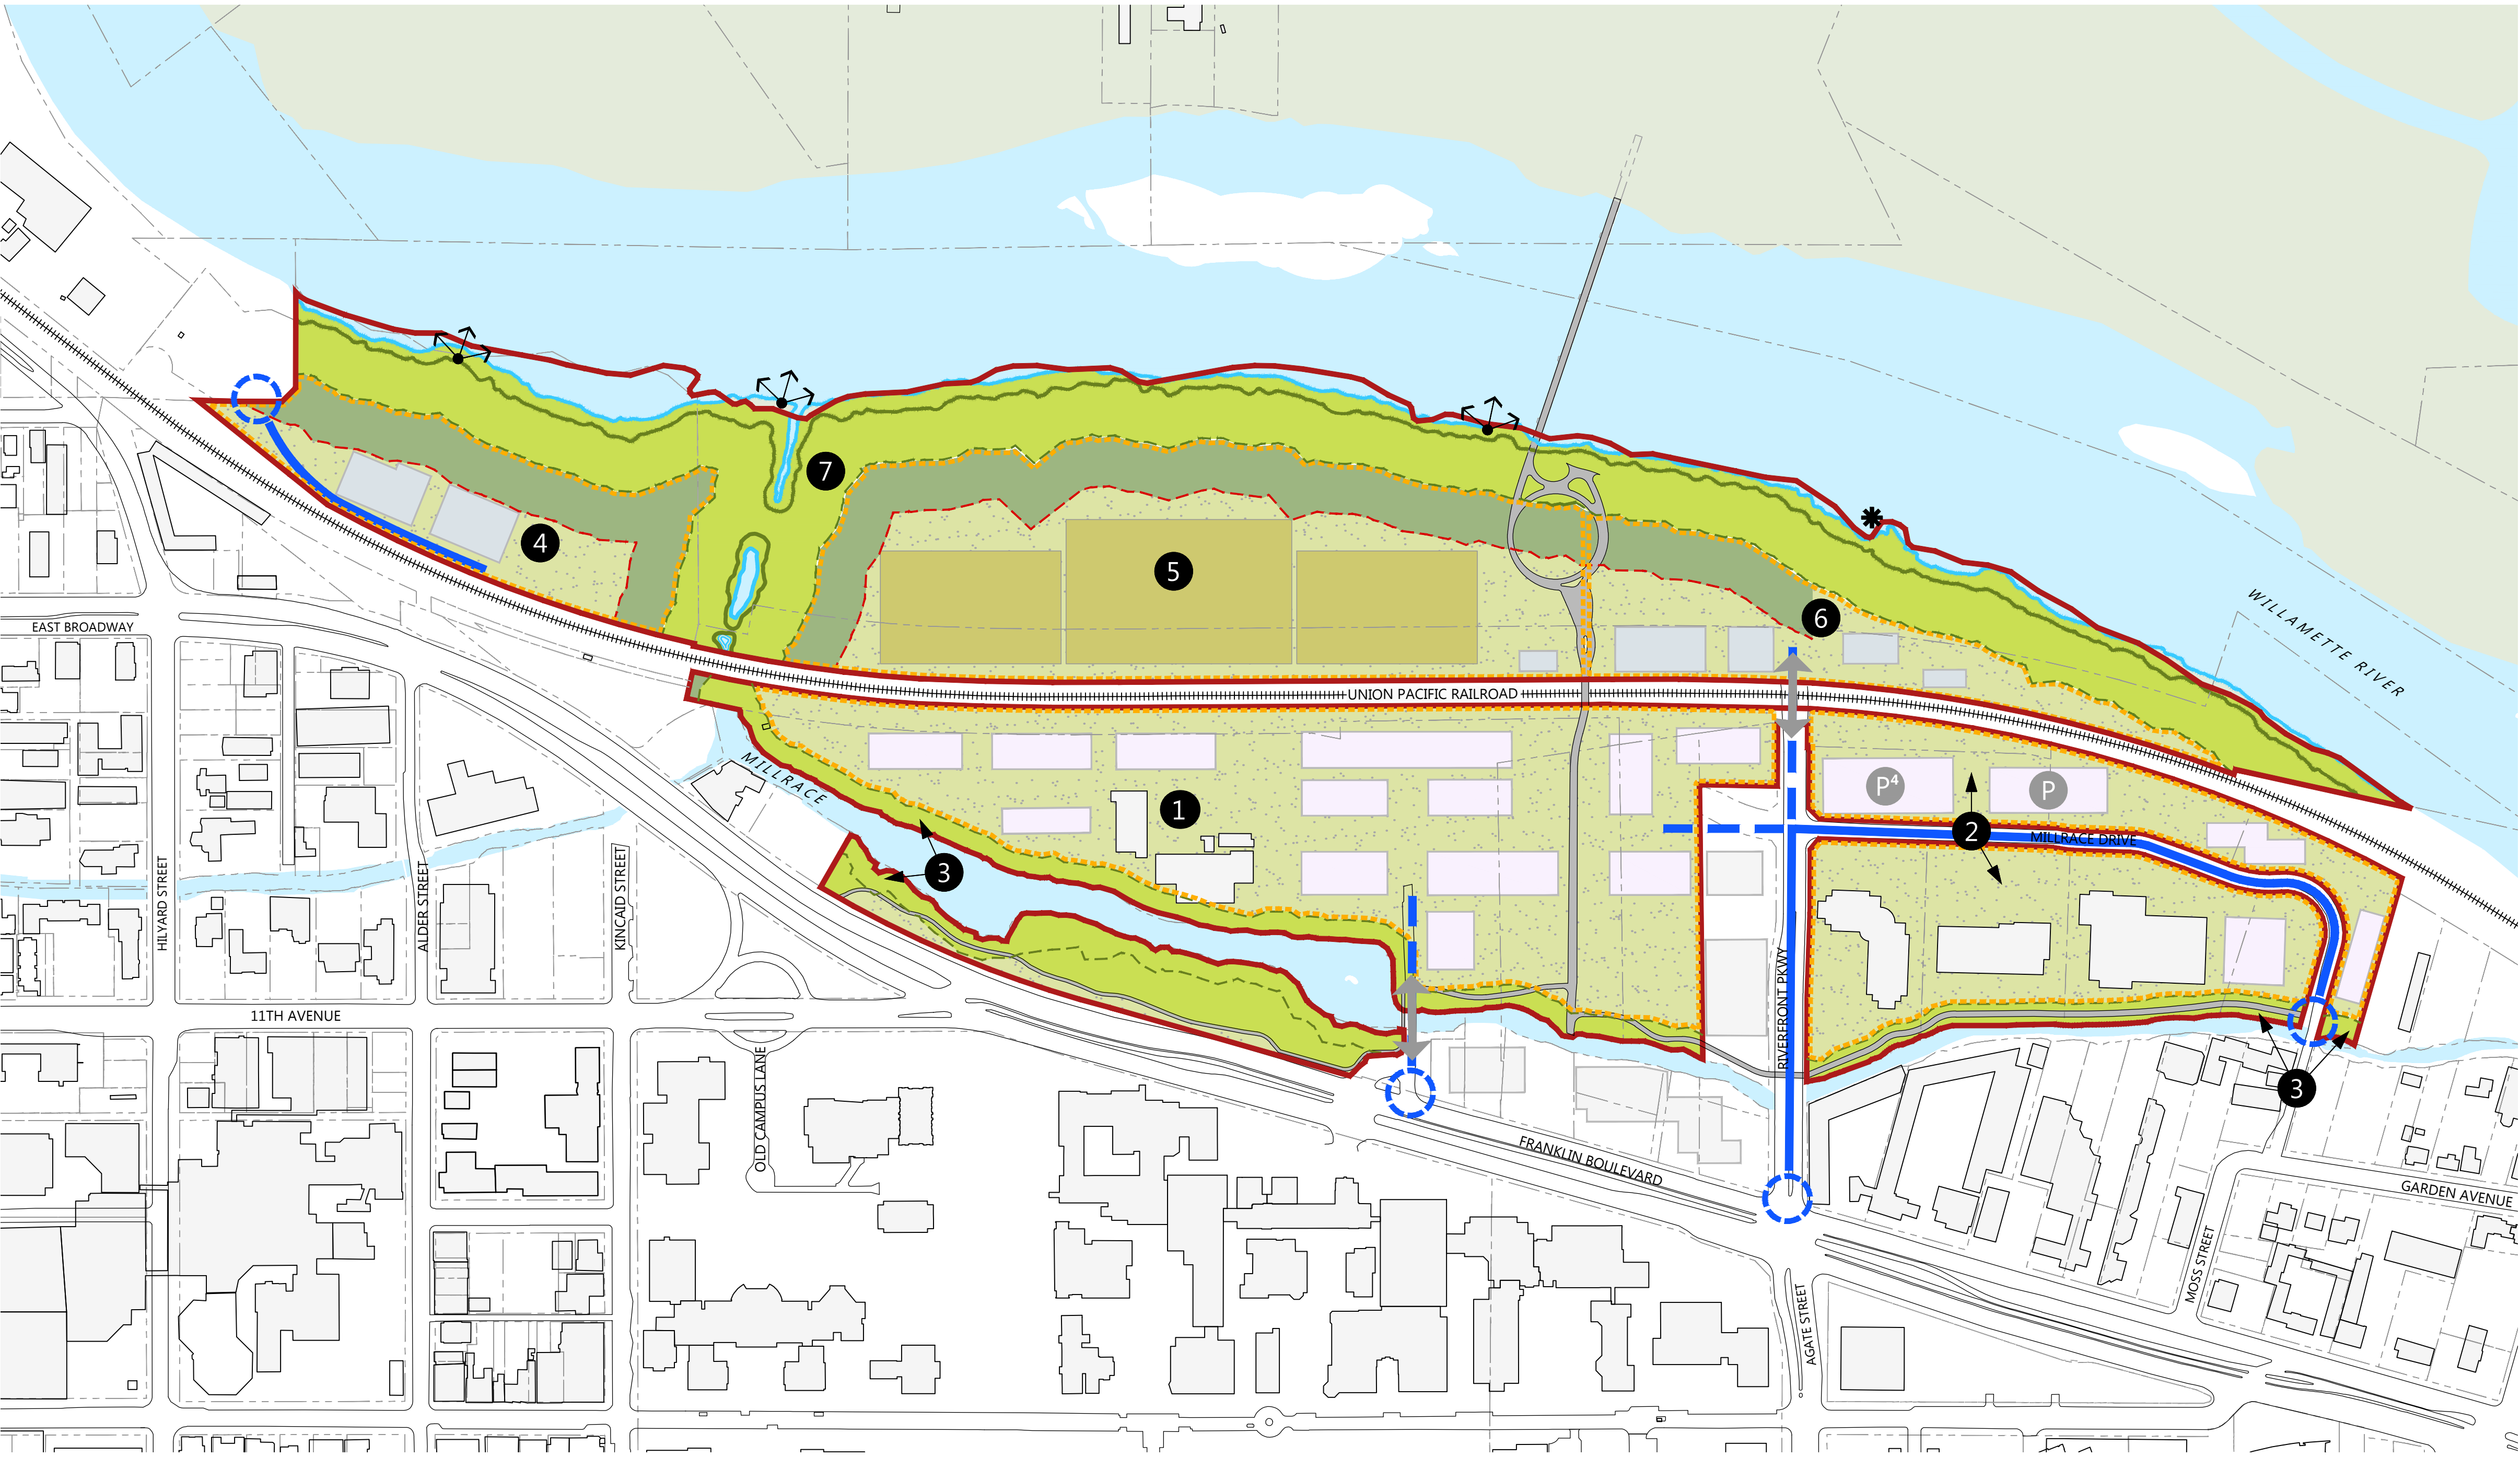 WILLAMETTE RIVER
7
4
5
6
EAST BROADWAY
UNION PACIFIC RAILROAD
MILLRACE
P⁴
P
1
2
MILLRACE DRIVE
3
HILYARD STREET
ALDER STREET
KINCAID STREET
RIVERFRONT PKWY
11TH AVENUE
OLD CAMPUS LANE
3
FRANKLIN BOULEVARD
GARDEN AVENUE
MOSS STREET
AGATE STREET